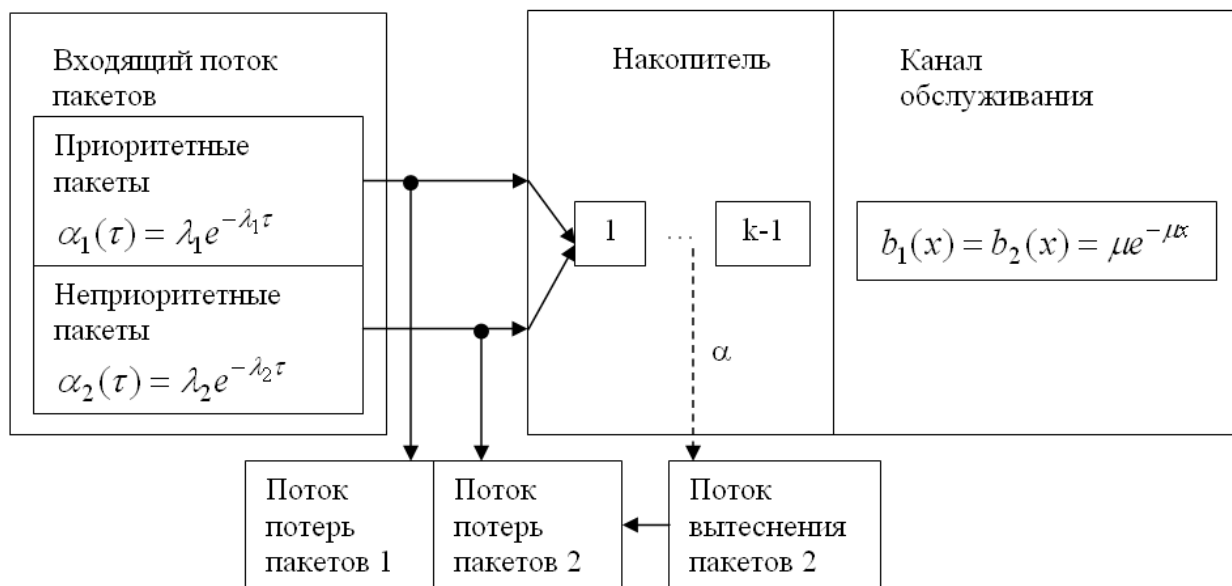 Входящий поток
пакетов
Приоритетные
пакеты
α₁(τ) = λ₁e^{-λ₁τ}
Неприоритетные
пакеты
α₂(τ) = λ₂e^{-λ₂τ}
Накопитель
1 ... k-1
α
Канал
обслуживания
b₁(x) = b₂(x) = μe^{-μx}
Поток
потерь
пакетов 1
Поток
потерь
пакетов 2
Поток
вытеснения
пакетов 2